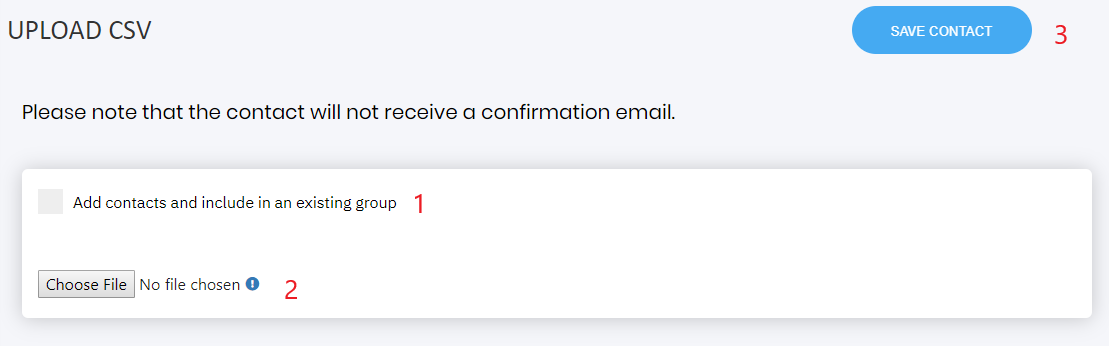 UPLOAD CSV
SAVE CONTACT
3
Please note that the contact will not receive a confirmation email.
Add contacts and include in an existing group
1
Choose File No file chosen
2